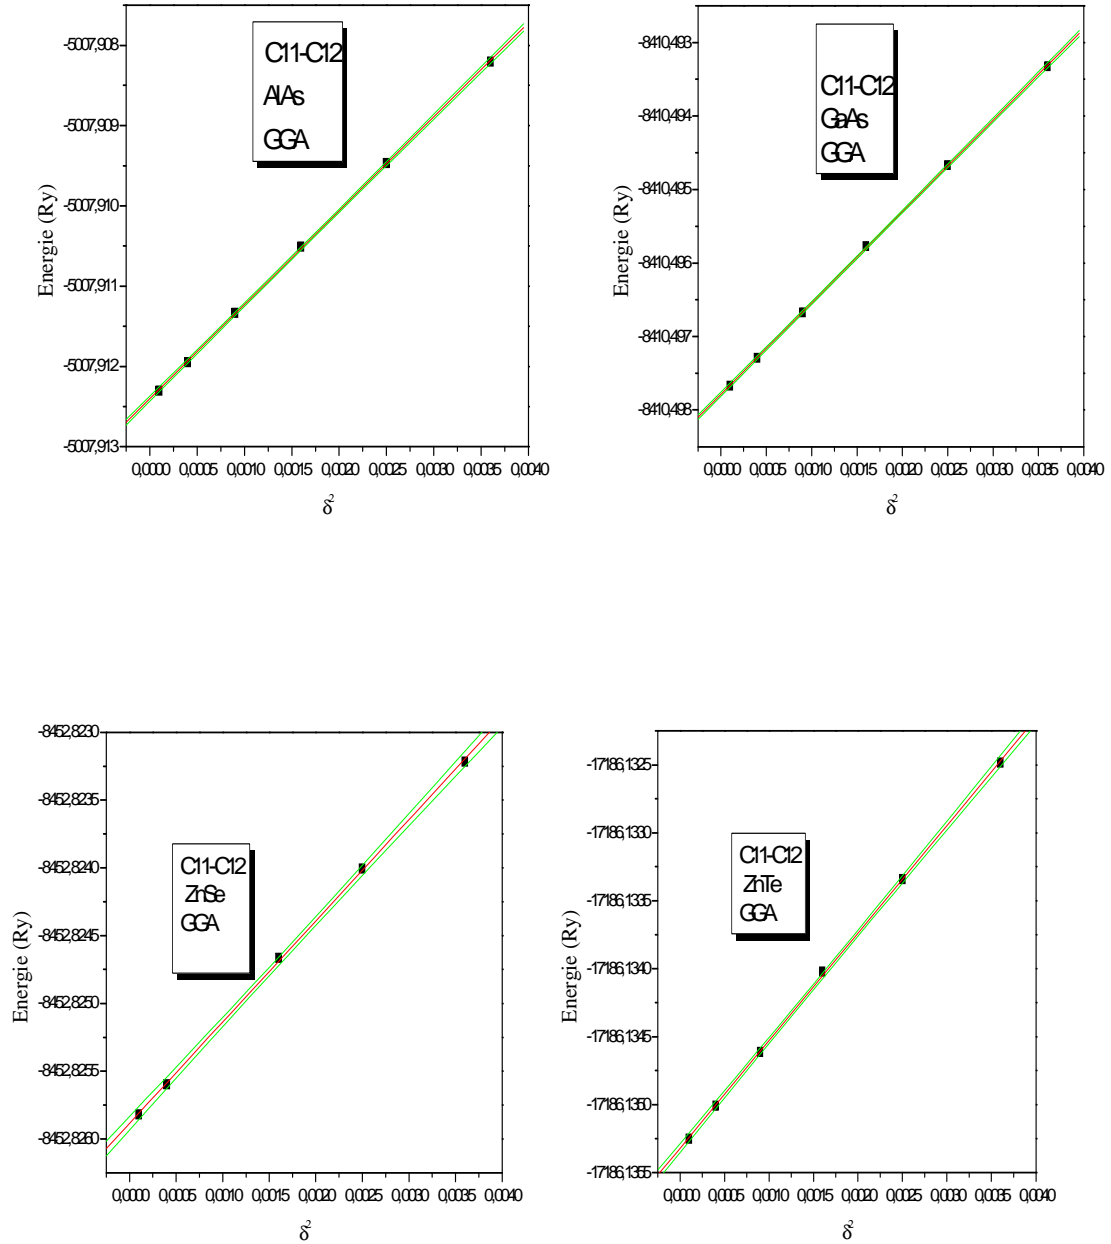 -5007,908
-5007,909
-5007,910
-5007,911
-5007,912
-5007,913
Energie (Ry)
C11-C12
AlAs
GGA
0,0000 0,0005 0,0010 0,0015 0,0020 0,0025 0,0030 0,0035 0,0040
δ²
-8410,493
-8410,494
-8410,495
-8410,496
-8410,497
-8410,498
Energie (Ry)
C11-C12
GaAs
GGA
0,0000 0,0005 0,0010 0,0015 0,0020 0,0025 0,0030 0,0035 0,0040
δ²
-8452,8230
-8452,8235
-8452,8240
-8452,8245
-8452,8250
-8452,8255
-8452,8260
Energie (Ry)
C11-C12
ZnSe
GGA
0,0000 0,0005 0,0010 0,0015 0,0020 0,0025 0,0030 0,0035 0,0040
δ²
-17186,1325
-17186,1330
-17186,1335
-17186,1340
-17186,1345
-17186,1350
-17186,1355
Energie (Ry)
C11-C12
ZnTe
GGA
0,0000 0,0005 0,0010 0,0015 0,0020 0,0025 0,0030 0,0035 0,0040
δ²